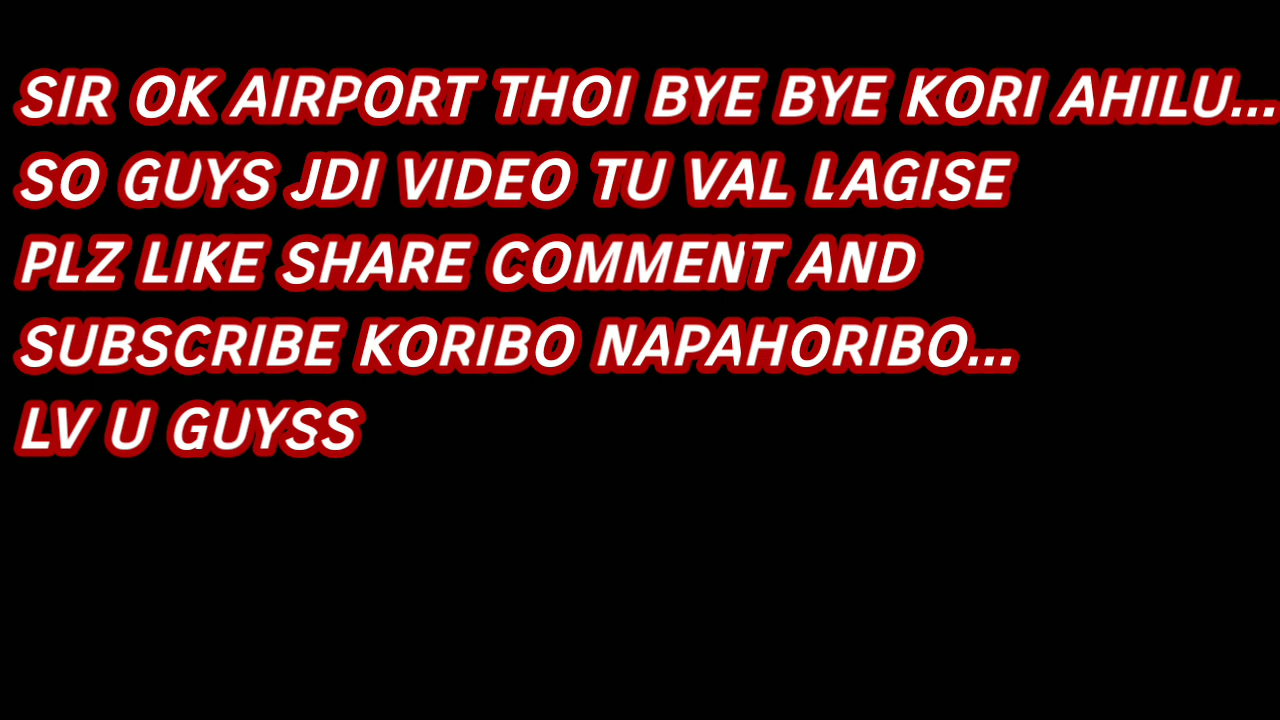 SIR OK AIRPORT THOI BYE BYE KORI AHILU...
SO GUYS JDI VIDEO TU VAL LAGISE
PLZ LIKE SHARE COMMENT AND
SUBSCRIBE KORIBO NAPAHORIBO...
LV U GUYSS